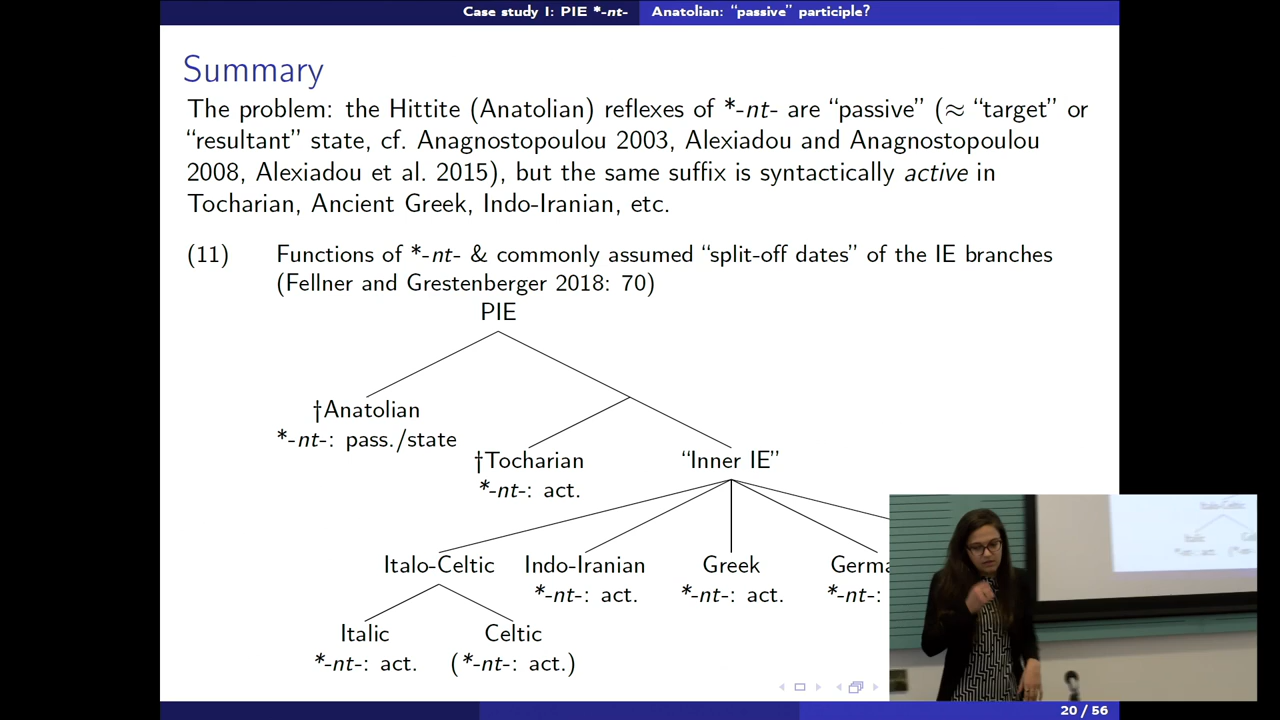 Case study I: PIE *-nt- Anatolian: “passive” participle?
Summary
The problem: the Hittite (Anatolian) reflexes of *-nt- are “passive” (≈ “target” or
“resultant” state, cf. Anagnostopoulou 2003, Alexiadou and Anagnostopoulou
2008, Alexiadou et al. 2015), but the same suffix is syntactically active in
Tocharian, Ancient Greek, Indo-Iranian, etc.
(11) Functions of *-nt- & commonly assumed “split-off dates” of the IE branches
(Fellner and Grestenberger 2018: 70)
PIE
†Anatolian
*-nt-: pass./state
†Tocharian “Inner IE”
*-nt-: act.
Italo-Celtic Indo-Iranian Greek Germa
*-nt-: act. *-nt-: act. *-nt-:
Italic Celtic
*-nt-: act. (*-nt-: act.)
20 / 56